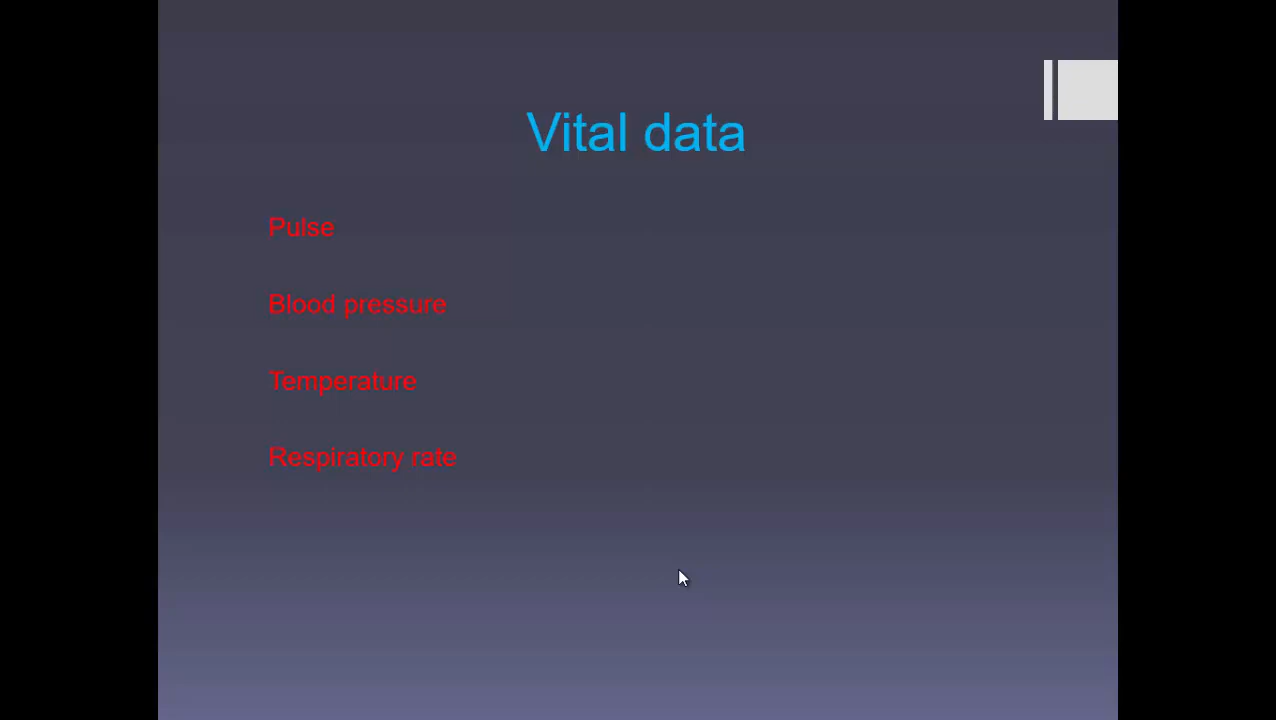 Vital data
Pulse
Blood pressure
Temperature
Respiratory rate